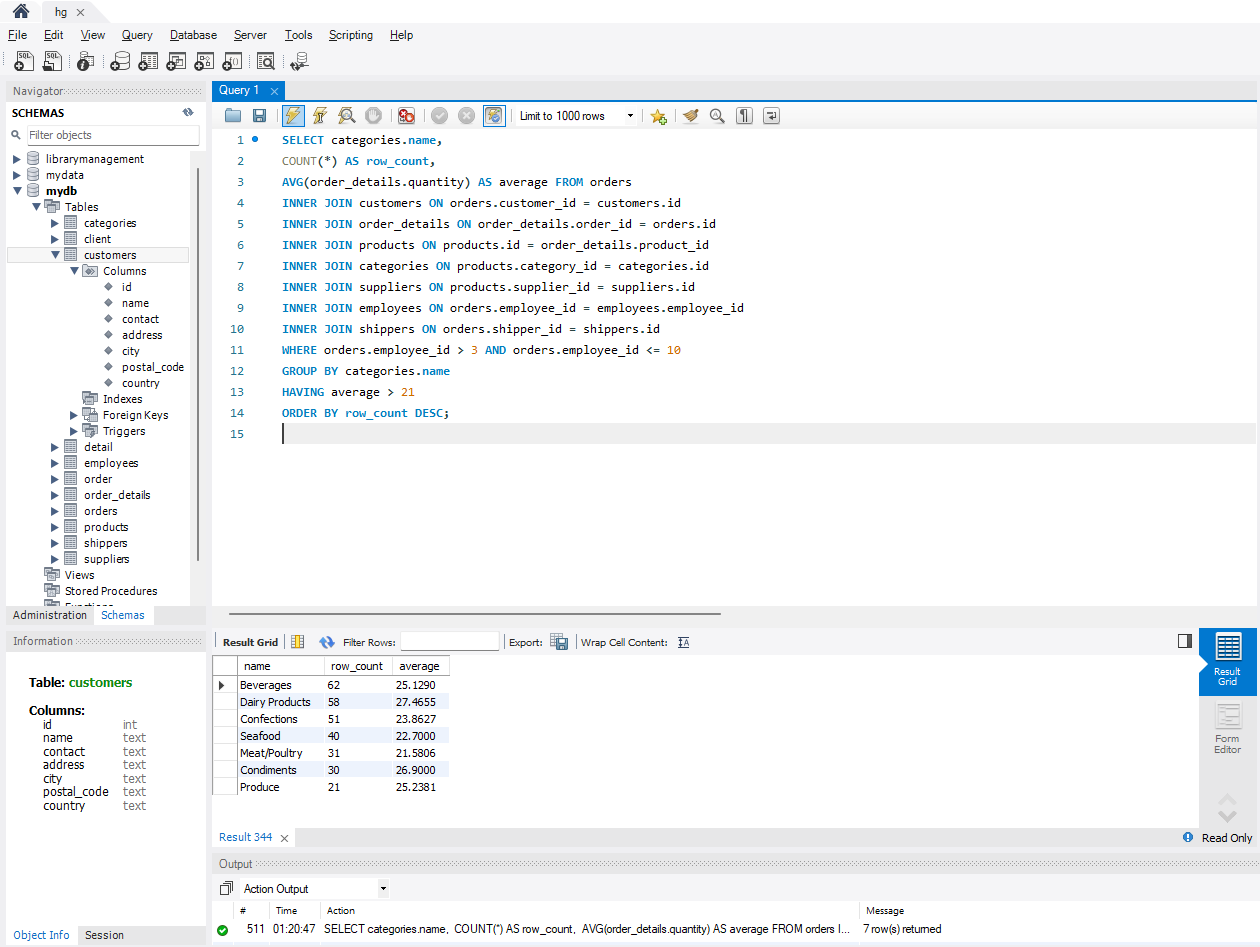 hg
File Edit View Query Database Server Tools Scripting Help
Navigator
SCHEMAS
Filter objects
librarymanagement
mydata
mydb
Tables
categories
client
customers
Columns
id
name
contact
address
city
postal_code
country
Indexes
Foreign Keys
Triggers
detail
employees
order
order_details
orders
products
shippers
suppliers
Views
Stored Procedures
Administration Schemas
Information
Table: customers
Columns:
id int
name text
contact text
address text
city text
postal_code text
country text
Object Info Session
Query 1
Limit to 1000 rows
1 SELECT categories.name,
2 COUNT(*) AS row_count,
3 AVG(order_details.quantity) AS average FROM orders
4 INNER JOIN customers ON orders.customer_id = customers.id
5 INNER JOIN order_details ON order_details.order_id = orders.id
6 INNER JOIN products ON products.id = order_details.product_id
7 INNER JOIN categories ON products.category_id = categories.id
8 INNER JOIN suppliers ON products.supplier_id = suppliers.id
9 INNER JOIN employees ON orders.employee_id = employees.employee_id
10 INNER JOIN shippers ON orders.shipper_id = shippers.id
11 WHERE orders.employee_id > 3 AND orders.employee_id <= 10
12 GROUP BY categories.name
13 HAVING average > 21
14 ORDER BY row_count DESC;
15
Result Grid Filter Rows: Export: Wrap Cell Content:
name row_count average
Beverages 62 25.1290
Dairy Products 58 27.4655
Confections 51 23.8627
Seafood 40 22.7000
Meat/Poultry 31 21.5806
Condiments 30 26.9000
Produce 21 25.2381
Result
Grid
Form
Editor
Result 344
Read Only
Output
Action Output
# Time Action Message
511 01:20:47 SELECT categories.name, COUNT(*) AS row_count, AVG(order_details.quantity) AS average FROM orders I... 7 row(s) returned